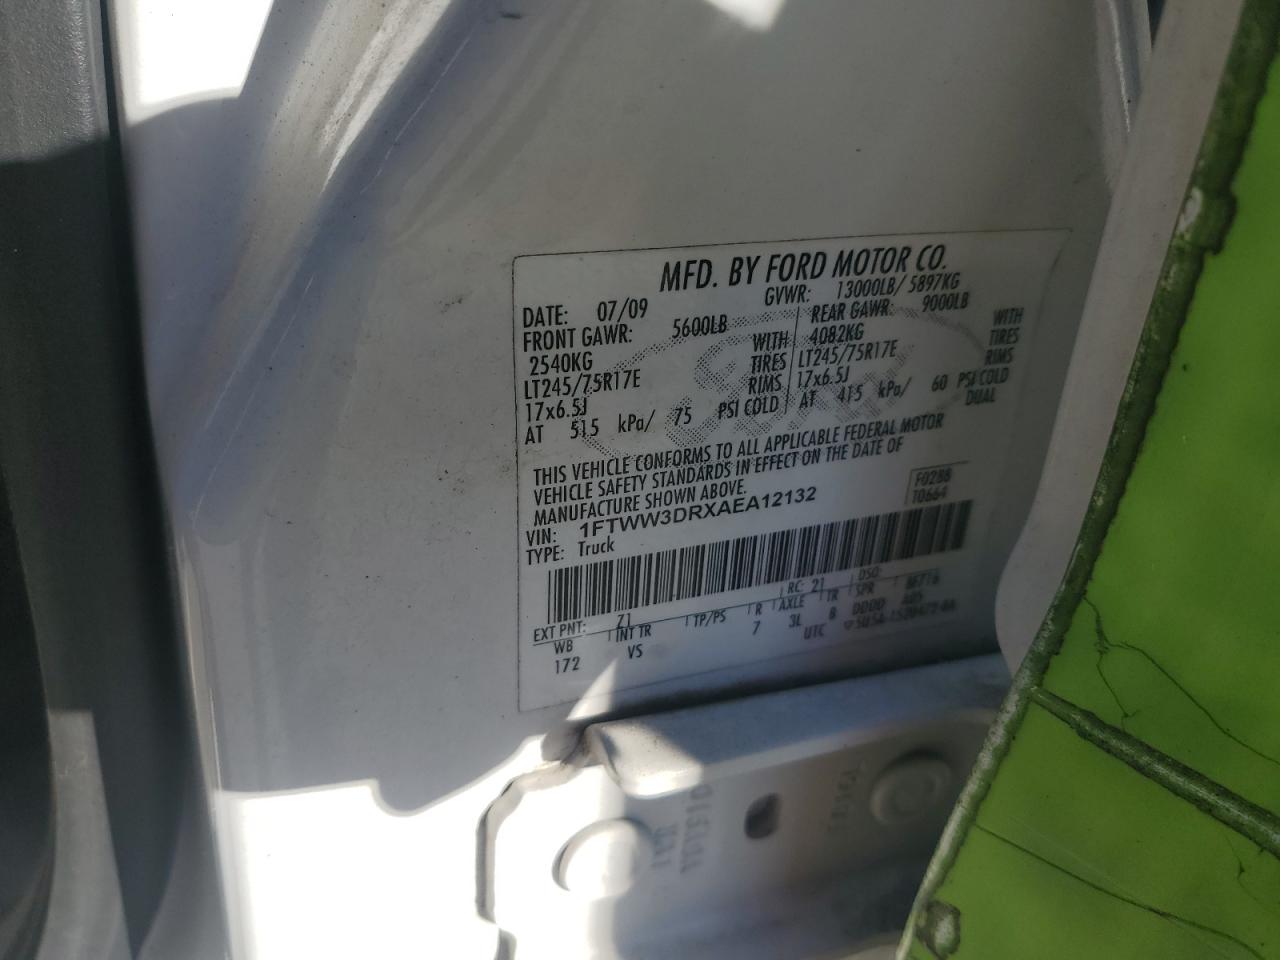 MFD. BY FORD MOTOR CO.
DATE: 07/09 GVWR: 13000LB/ 5897KG
FRONT GAWR: 5600LB REAR GAWR: 9000LB
2540KG WITH 4082KG WITH
LT245/75R17E TIRES LT245/75R17E TIRES
17x6.5J RIMS 17x6.5J RIMS
AT 515 kPa/ 75 PSI COLD AT 415 kPa/ 60 PSI COLD
DUAL
THIS VEHICLE CONFORMS TO ALL APPLICABLE FEDERAL MOTOR
VEHICLE SAFETY STANDARDS IN EFFECT ON THE DATE OF
MANUFACTURE SHOWN ABOVE.
F0288
T0664
VIN: 1FTWW3DRXAEA12132
TYPE: Truck
EXT PNT: Z1 RC: 21 DSO:
WB INT TR TP/PS R AXLE TR SPR
172 VS 7 3L B DDDD
UTC